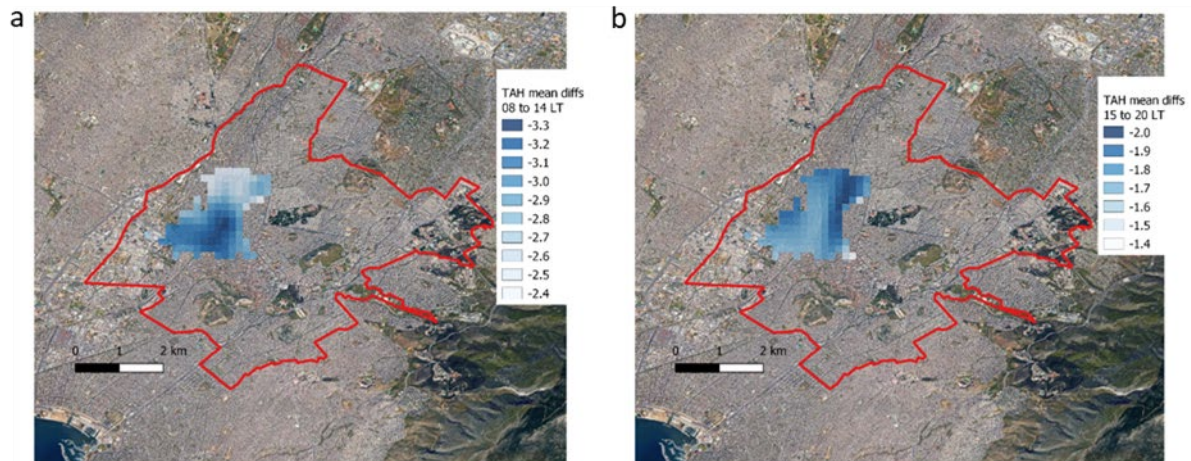 a
TAH mean diffs
08 to 14 LT
-3.3
-3.2
-3.1
-3.0
-2.9
-2.8
-2.7
-2.6
-2.5
-2.4
0 1 2 km
b
TAH mean diffs
15 to 20 LT
-2.0
-1.9
-1.8
-1.7
-1.6
-1.5
-1.4
0 1 2 km